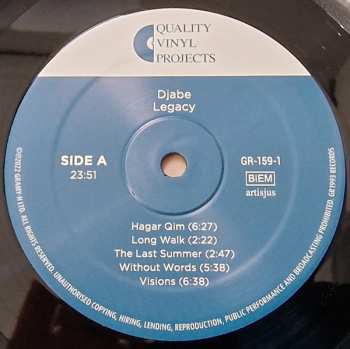 QUALITY
VINYL
PROJECTS
Djabe
Legacy
SIDE A
23:51
GR-159-1
BIEM
artisjus
Hagar Qim (6:27)
Long Walk (2:22)
The Last Summer (2:47)
Without Words (5:38)
Visions (6:38)
©℗2022 GRAMY H LTD. ALL RIGHTS RESERVED. UNAUTHORISED COPYING, HIRING, LENDING, REPRODUCTION, PUBLIC PERFORMANCE AND BROADCASTING PROHIBITED. GR1993 RECORDS